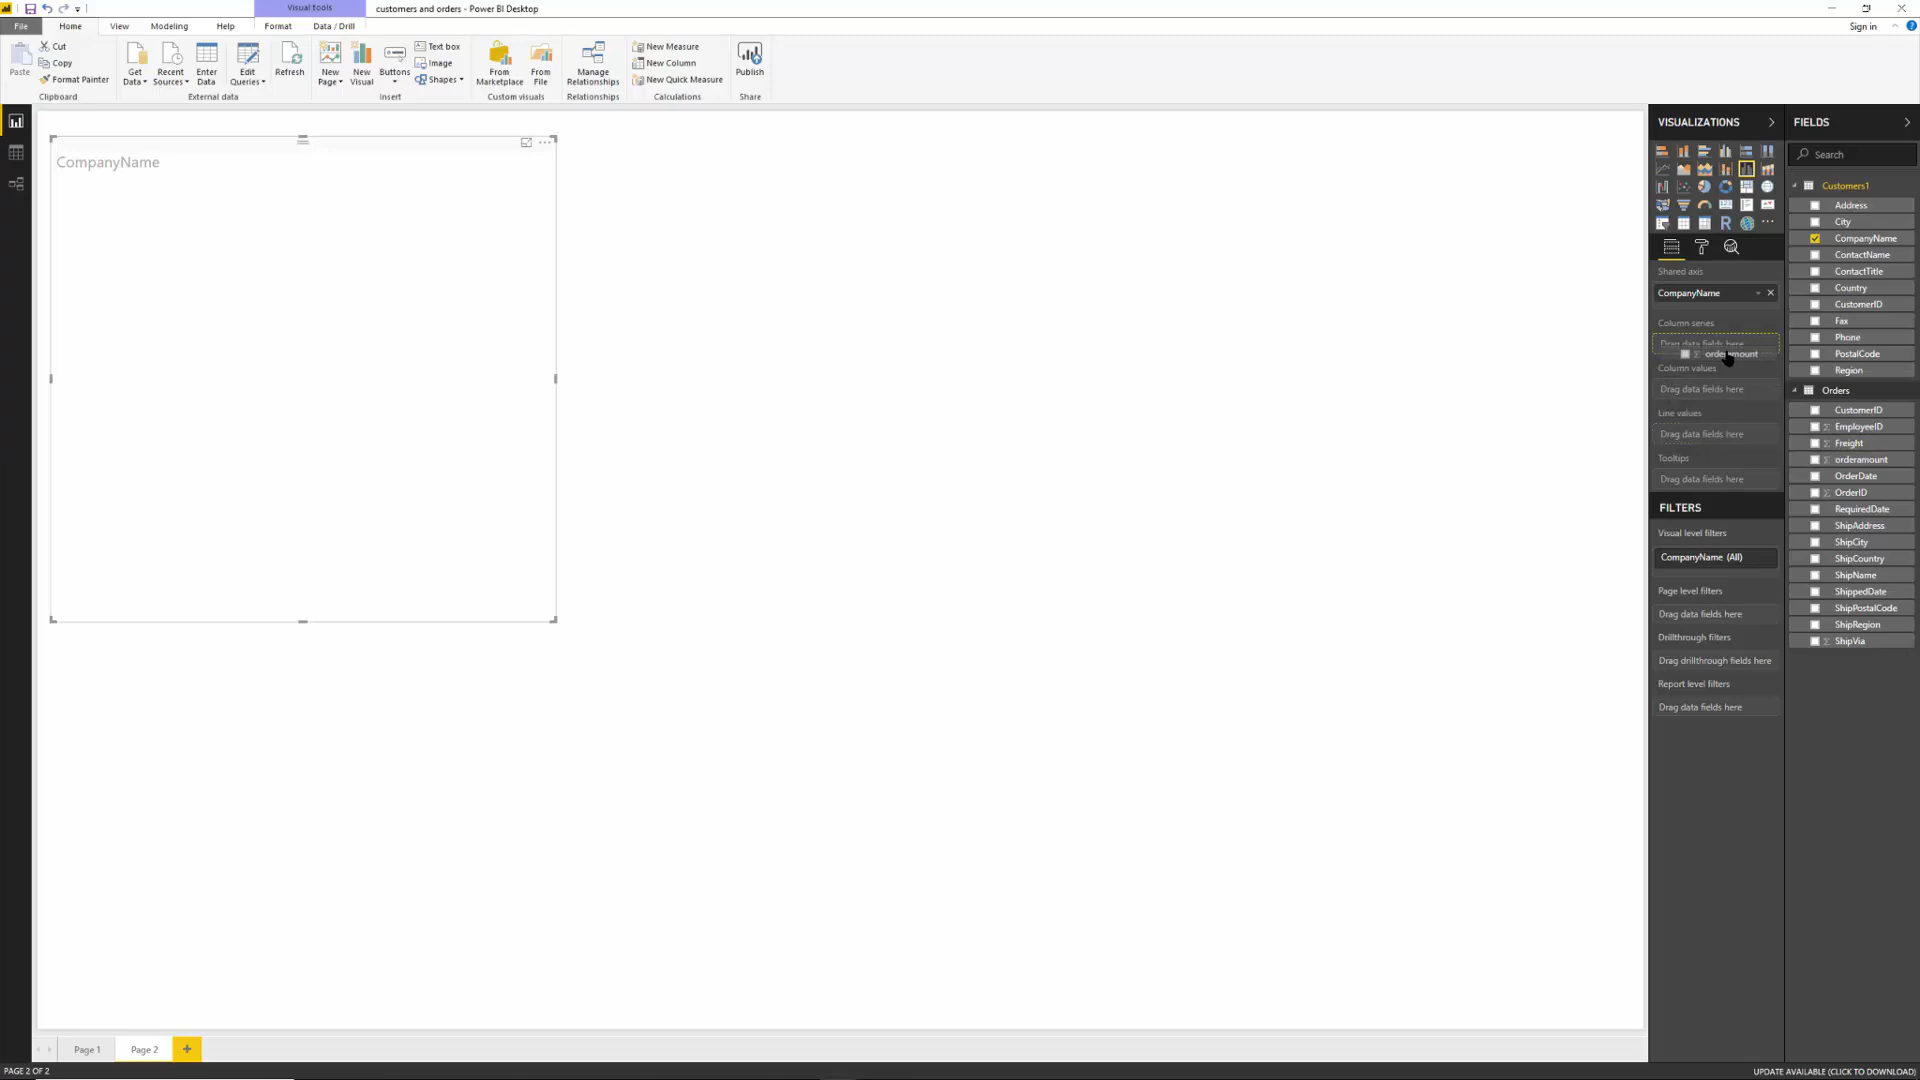 Visual tools
customers and orders - Power BI Desktop
File
Home
View
Modeling
Help
Format
Data / Drill
Sign in
Paste
Cut
Copy
Format Painter
Clipboard
Get Data
Recent Sources
Enter Data
Edit Queries
External data
Refresh
New Page
New Visual
Buttons
Text box
Image
Shapes
Insert
From Marketplace
From File
Custom visuals
Manage Relationships
Relationships
New Measure
New Column
New Quick Measure
Calculations
Publish
Share
CompanyName
VISUALIZATIONS
R
Shared axis
CompanyName
Column series
Drag data fields here
orderamount
Column values
Drag data fields here
Line values
Drag data fields here
Tooltips
Drag data fields here
FILTERS
Visual level filters
CompanyName (All)
Page level filters
Drag data fields here
Drillthrough filters
Drag drillthrough fields here
Report level filters
Drag data fields here
FIELDS
Search
Customers1
Address
City
CompanyName
ContactName
ContactTitle
Country
CustomerID
Fax
Phone
PostalCode
Region
Orders
CustomerID
Σ EmployeeID
Σ Freight
Σ orderamount
OrderDate
Σ OrderID
RequiredDate
ShipAddress
ShipCity
ShipCountry
ShipName
ShippedDate
ShipPostalCode
ShipRegion
Σ ShipVia
Page 1
Page 2
+
PAGE 2 OF 2
UPDATE AVAILABLE (CLICK TO DOWNLOAD)